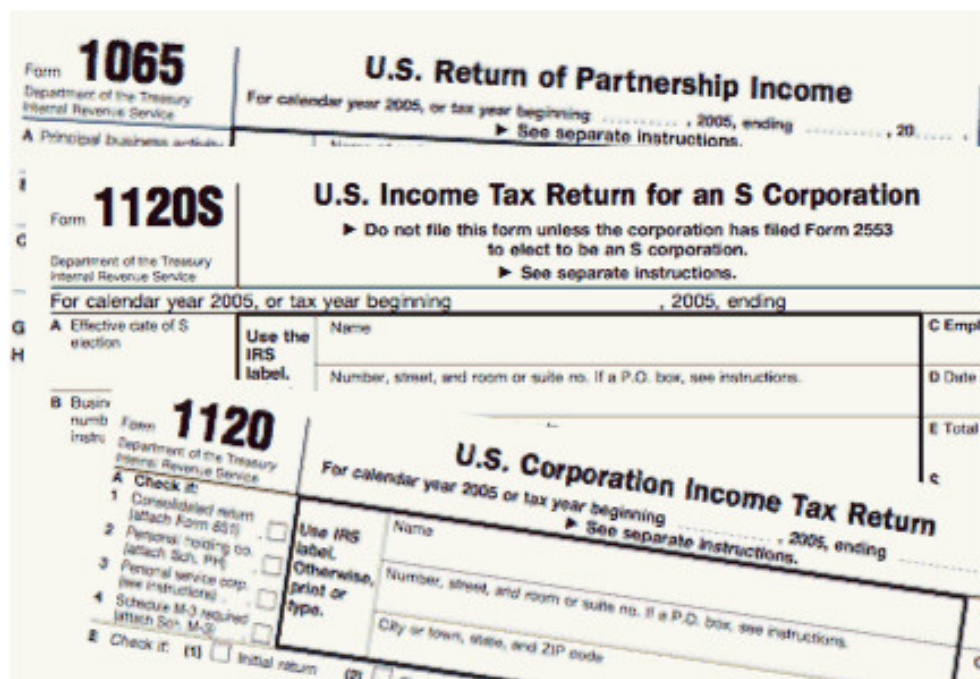 Form 1065
Department of the Treasury
Internal Revenue Service
U.S. Return of Partnership Income
For calendar year 2005, or tax year beginning .........., 2005, ending .........., 20......
▶ See separate instructions.
A Principal business activity
G
H
Form 1120S
Department of the Treasury
Internal Revenue Service
U.S. Income Tax Return for an S Corporation
▶ Do not file this form unless the corporation has filed Form 2553
to elect to be an S corporation.
▶ See separate instructions.
For calendar year 2005, or tax year beginning , 2005, ending
A Effective date of S
election
Use the
IRS
label.
Name
Number, street, and room or suite no. If a P.O. box, see instructions.
C Empl
D Date
E Total
$
B Busin
numb
instru
Form 1120
Department of the Treasury
Internal Revenue Service
U.S. Corporation Income Tax Return
For calendar year 2005 or tax year beginning .........., 2005, ending ..........
▶ See separate instructions.
A Check if:
1 Consolidated return
(attach Form 851)
2 Personal holding co.
(attach Sch. PH)
3 Personal service corp.
(see instructions)
4 Schedule M-3 required
(attach Sch. M-3)
Use IRS
label.
Otherwise,
print or
type.
Name
Number, street, and room or suite no. If a P.O. box, see instructions.
City or town, state, and ZIP code
E Check if: (1) Initial return (2)